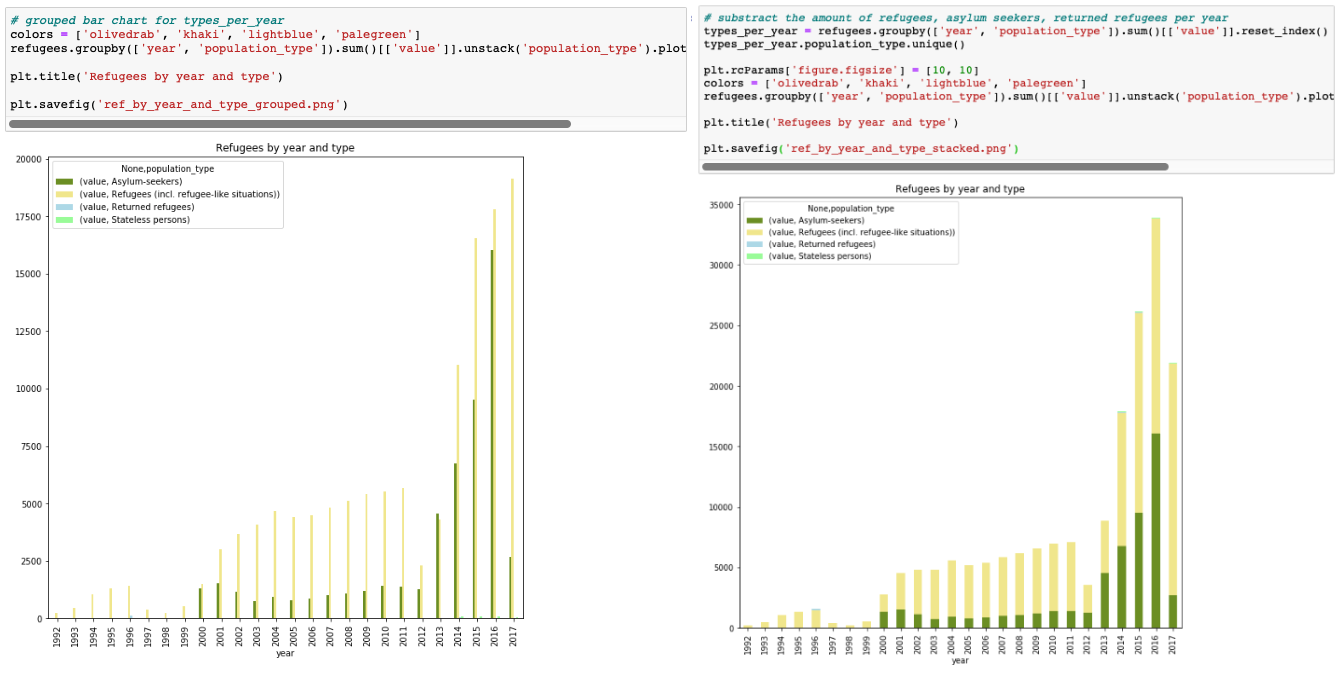 # grouped bar chart for types_per_year
colors = ['olivedrab', 'khaki', 'lightblue', 'palegreen']
refugees.groupby(['year', 'population_type']).sum()[['value']].unstack('population_type').plot
plt.title('Refugees by year and type')
plt.savefig('ref_by_year_and_type_grouped.png')
Refugees by year and type
20000
17500
15000
12500
10000
7500
5000
2500
0
None,population_type
(value, Asylum-seekers)
(value, Refugees (incl. refugee-like situations))
(value, Returned refugees)
(value, Stateless persons)
1992 1993 1994 1995 1996 1997 1998 1999 2000 2001 2002 2003 2004 2005 2006 2007 2008 2009 2010 2011 2012 2013 2014 2015 2016 2017
year
# substract the amount of refugees, asylum seekers, returned refugees per year
types_per_year = refugees.groupby(['year', 'population_type']).sum()[['value']].reset_index()
types_per_year.population_type.unique()
plt.rcParams['figure.figsize'] = [10, 10]
colors = ['olivedrab', 'khaki', 'lightblue', 'palegreen']
refugees.groupby(['year', 'population_type']).sum()[['value']].unstack('population_type').plot
plt.title('Refugees by year and type')
plt.savefig('ref_by_year_and_type_stacked.png')
Refugees by year and type
35000
30000
25000
20000
15000
10000
5000
0
None,population_type
(value, Asylum-seekers)
(value, Refugees (incl. refugee-like situations))
(value, Returned refugees)
(value, Stateless persons)
1992 1993 1994 1995 1996 1997 1998 1999 2000 2001 2002 2003 2004 2005 2006 2007 2008 2009 2010 2011 2012 2013 2014 2015 2016 2017
year